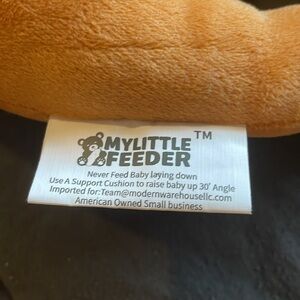 MYLITTLE TM
FEEDER
Never Feed Baby laying down
Use A Support Cushion to raise baby up 30° Angle
Imported for:Team@modernwarehousellc.com
American Owned Small business